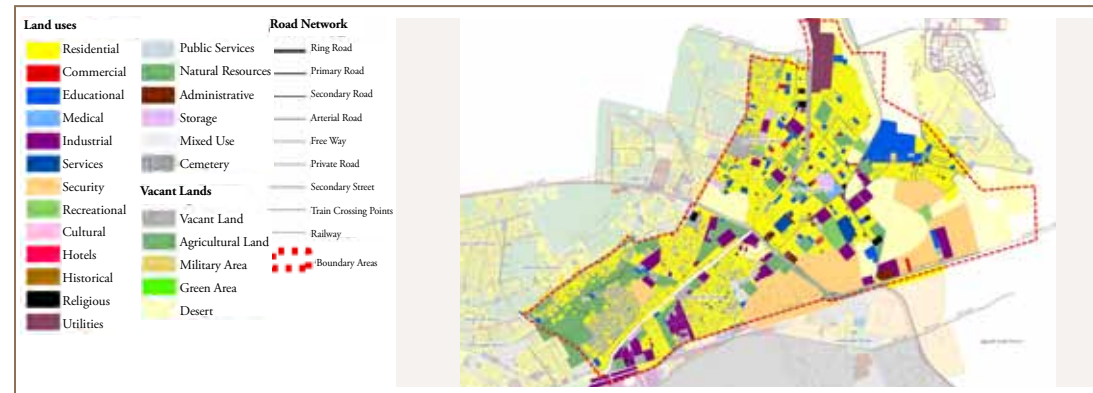 Land uses
Residential
Commercial
Educational
Medical
Industrial
Services
Security
Recreational
Cultural
Hotels
Historical
Religious
Utilities
Public Services
Natural Resources
Administrative
Storage
Mixed Use
Cemetery
Vacant Lands
Vacant Land
Agricultural Land
Military Area
Green Area
Desert
Road Network
Ring Road
Primary Road
Secondary Road
Arterial Road
Free Way
Private Road
Secondary Street
Train Crossing Points
Railway
Boundary Areas